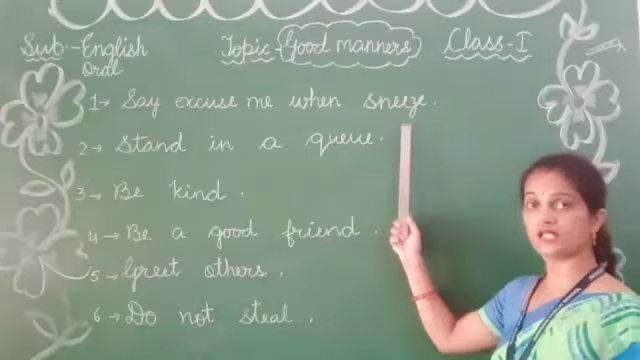 Sub.-English Topic-Good manners Class-I
Oral
1→ Say excuse me when sneeze.
2→ Stand in a queue.
3→ Be kind.
4→ Be a good friend.
5→ Greet others.
6→ Do not steal.